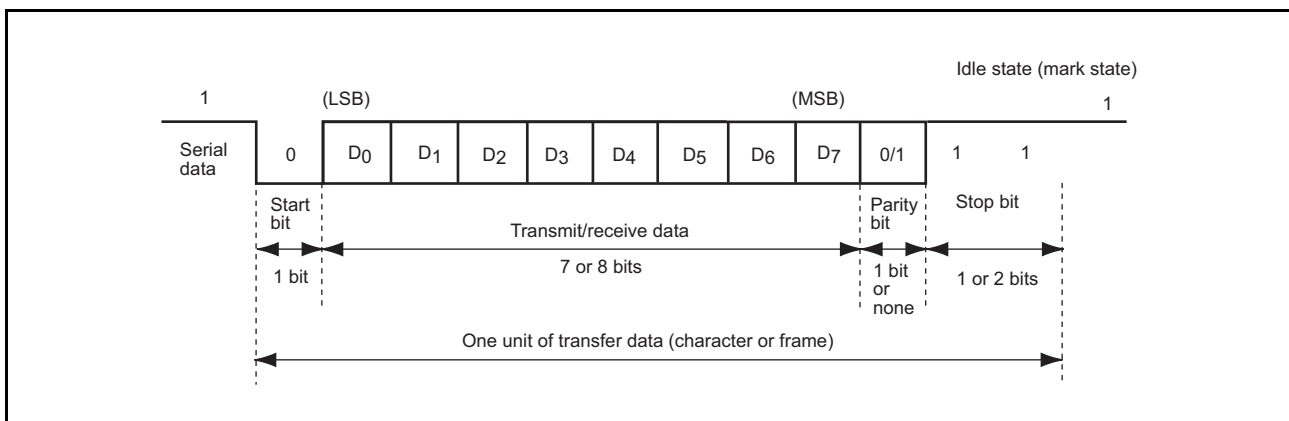 Idle state (mark state)
1
(LSB)
(MSB)
1
Serial
data
0
D0
D1
D2
D3
D4
D5
D6
D7
0/1
1
1
Start
bit
Transmit/receive data
Parity
bit
Stop bit
1 bit
7 or 8 bits
1 bit
or
none
1 or 2 bits
One unit of transfer data (character or frame)